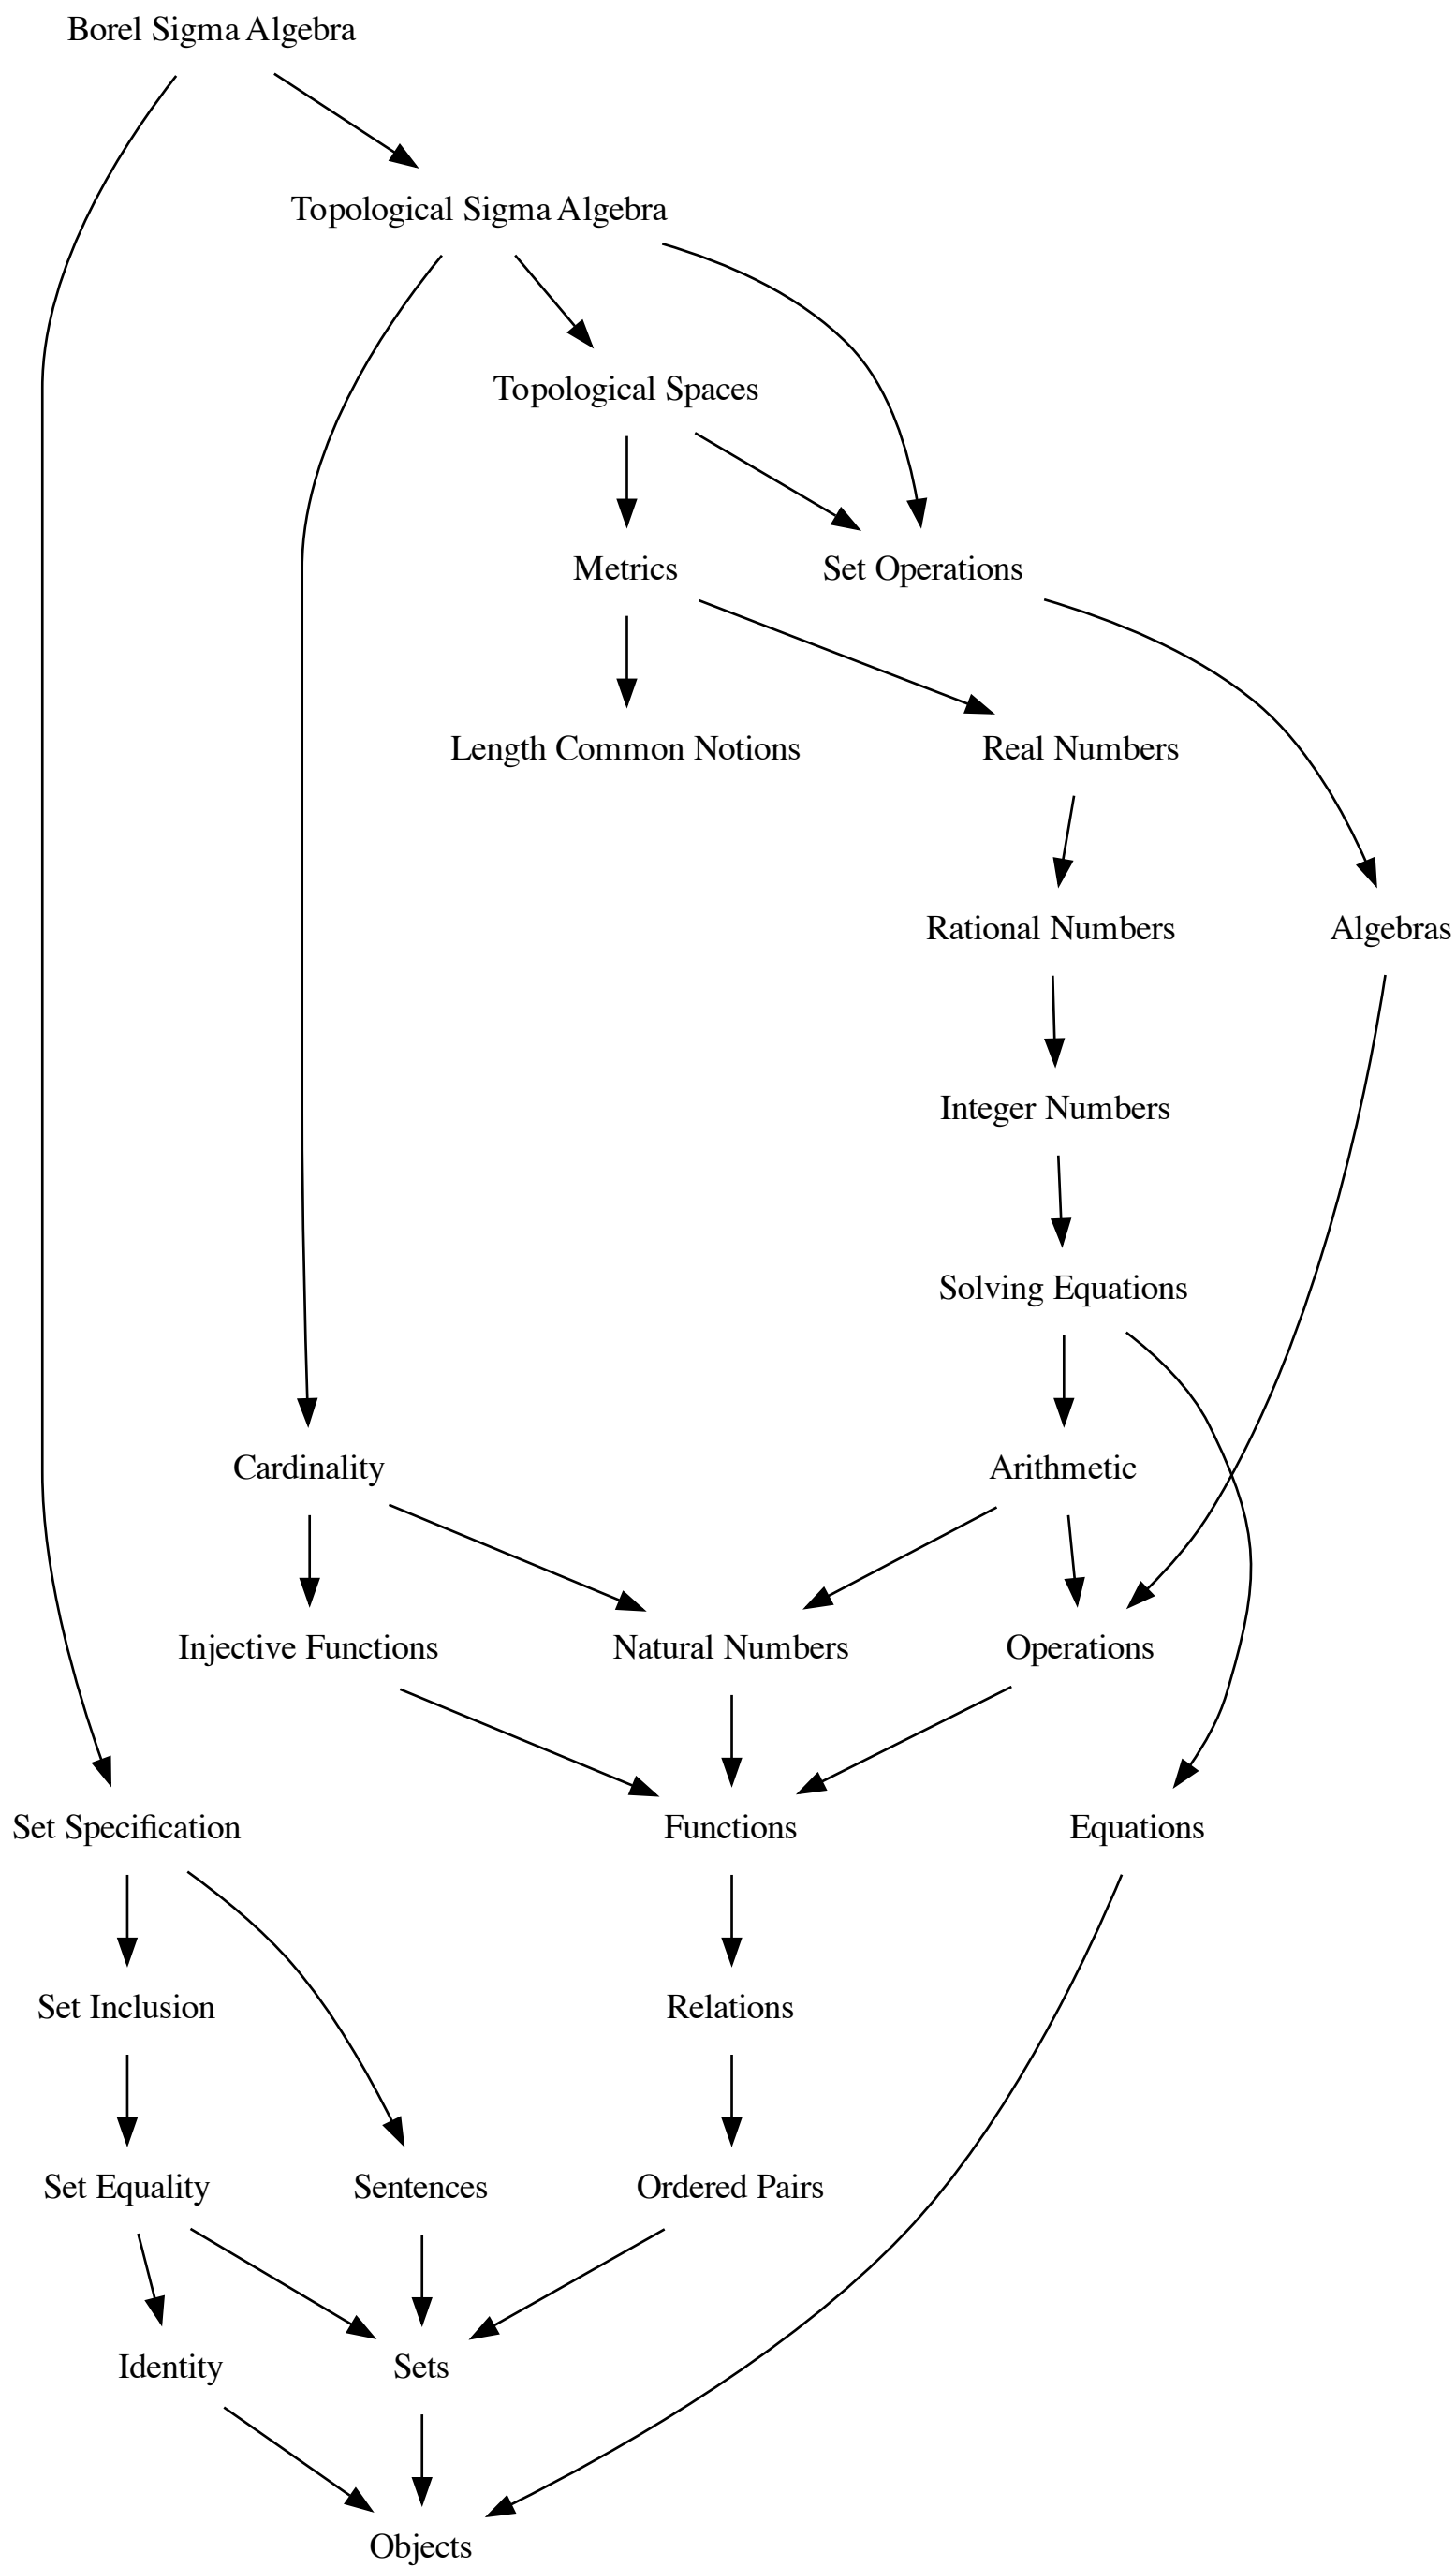 Borel Sigma Algebra
Topological Sigma Algebra
Topological Spaces
Metrics
Set Operations
Length Common Notions
Real Numbers
Rational Numbers
Algebras
Integer Numbers
Solving Equations
Cardinality
Arithmetic
Injective Functions
Natural Numbers
Operations
Set Specification
Functions
Equations
Set Inclusion
Relations
Set Equality
Sentences
Ordered Pairs
Identity
Sets
Objects